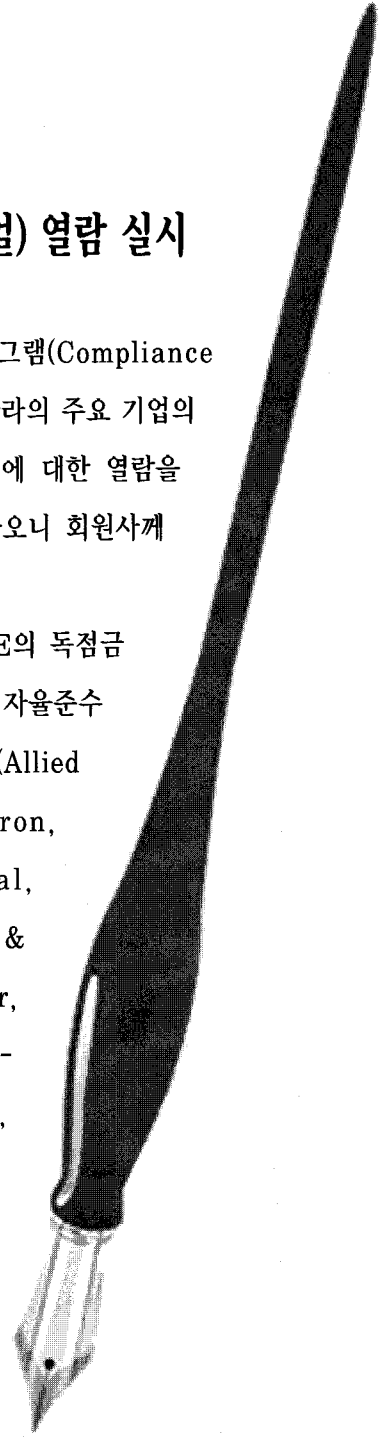 얼) 열람 실시
그램(Compliance
라의 주요 기업의
에 대한 열람을
오니 회원사께
E의 독점금
자율준수
(Allied
ron,
al,
&
r,
-
,